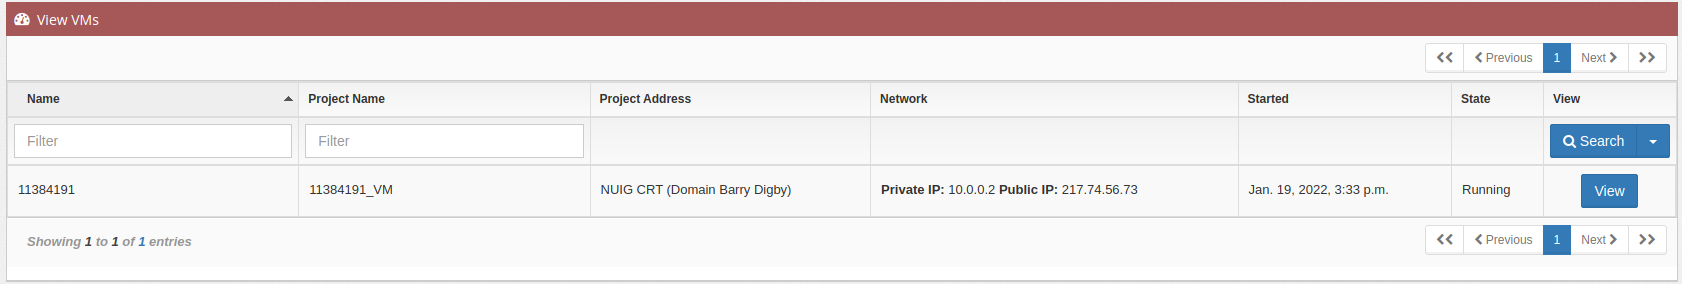 View VMs
Previous 1 Next
Name Project Name Project Address Network Started State View
Filter Filter Search
11384191 11384191_VM NUIG CRT (Domain Barry Digby) Private IP: 10.0.0.2 Public IP: 217.74.56.73 Jan. 19, 2022, 3:33 p.m. Running View
Showing 1 to 1 of 1 entries Previous 1 Next